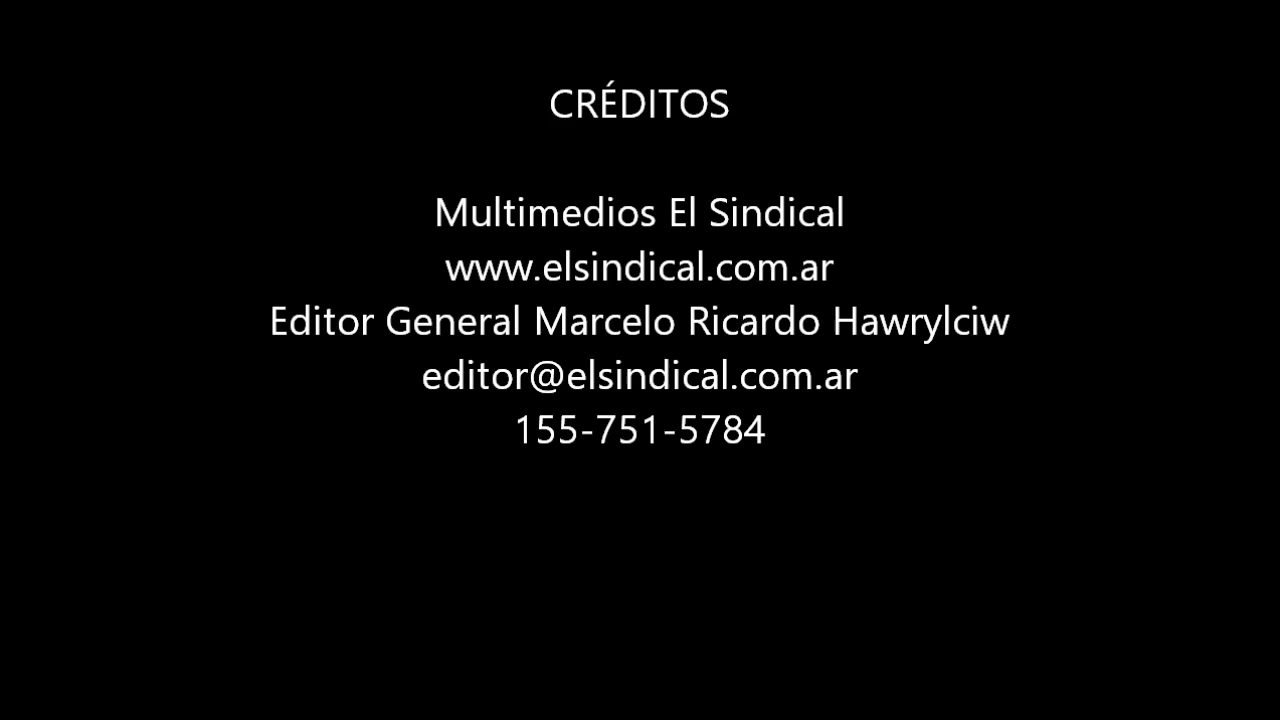 CRÉDITOS
Multimedios El Sindical
www.elsindical.com.ar
Editor General Marcelo Ricardo Hawrylciw
editor@elsindical.com.ar
155-751-5784